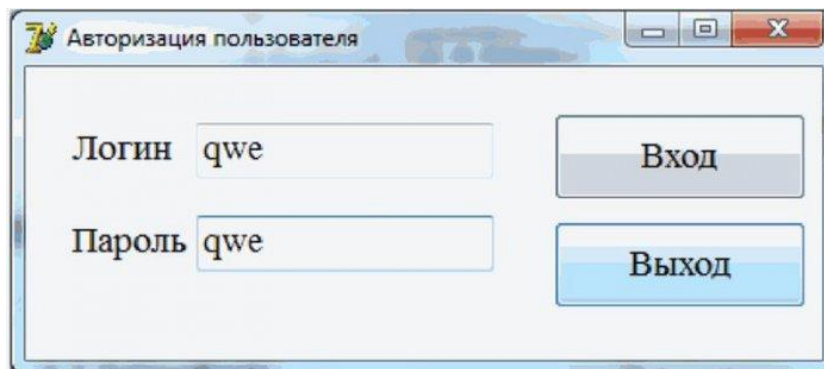 Авторизация пользователя
Логин qwe Вход
Пароль qwe Выход